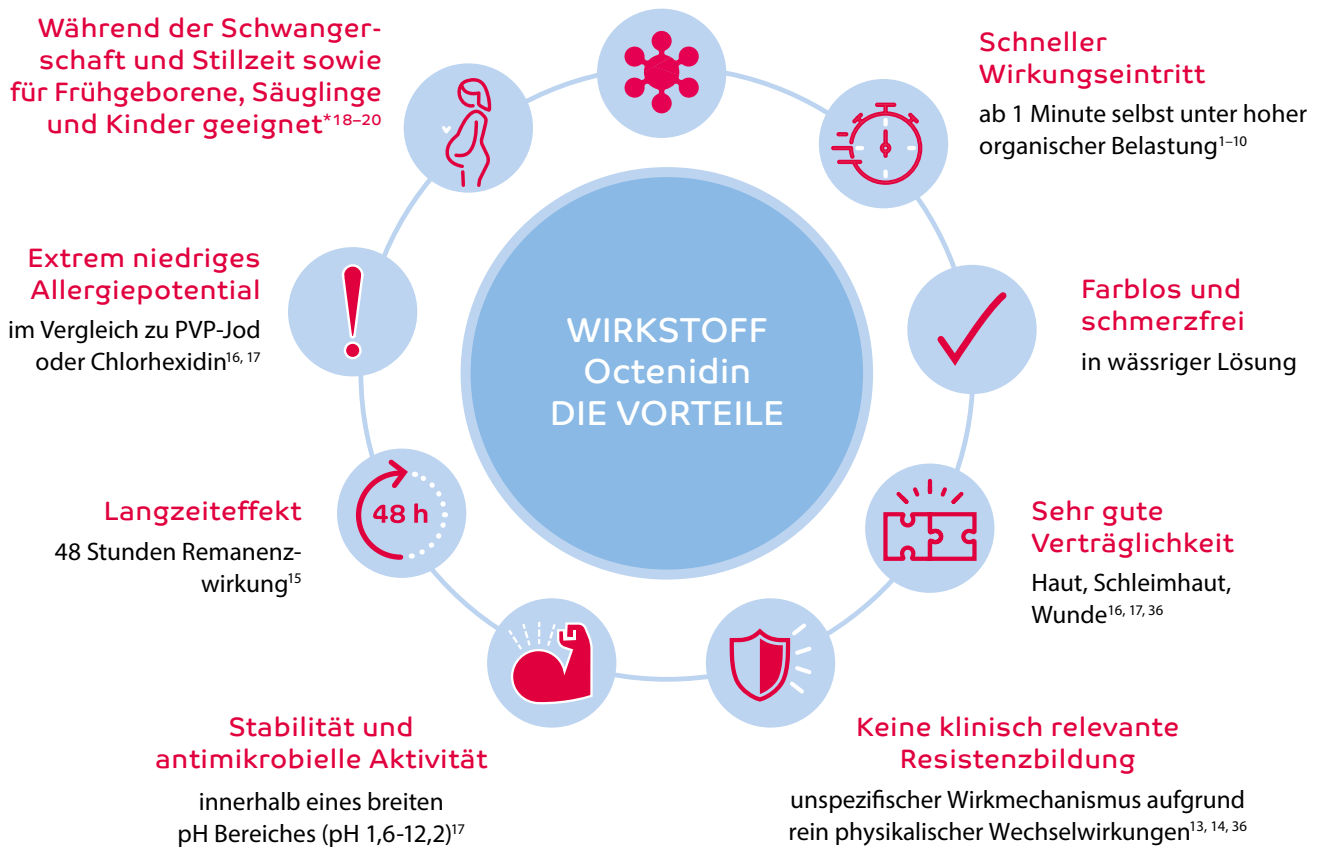 WIRKSTOFF
Octenidin
DIE VORTEILE
Schneller
Wirkungseintritt
ab 1 Minute selbst unter hoher
organischer Belastung¹⁻¹⁰
Farblos und
schmerzfrei
in wässriger Lösung
Sehr gute
Verträglichkeit
Haut, Schleimhaut,
Wunde¹⁶, ¹⁷, ³⁶
Keine klinisch relevante
Resistenzbildung
unspezifischer Wirkmechanismus aufgrund
rein physikalischer Wechselwirkungen¹³, ¹⁴, ³⁶
Stabilität und
antimikrobielle Aktivität
innerhalb eines breiten
pH Bereiches (pH 1,6-12,2)¹⁷
Langzeiteffekt
48 Stunden Remanenz-
wirkung¹⁵
48 h
Extrem niedriges
Allergiepotential
im Vergleich zu PVP-Jod
oder Chlorhexidin¹⁶, ¹⁷
Während der Schwanger-
schaft und Stillzeit sowie
für Frühgeborene, Säuglinge
und Kinder geeignet*¹⁸⁻²⁰